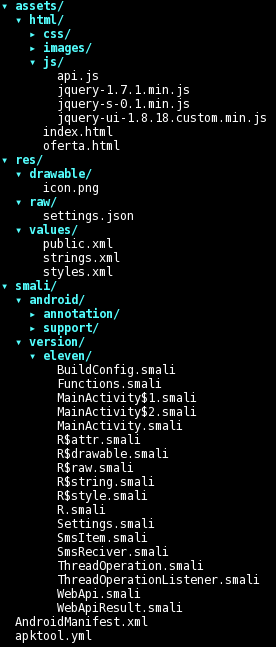 ▾ assets/
▾ html/
▸ css/
▸ images/
▾ js/
api.js
jquery-1.7.1.min.js
jquery-s-0.1.min.js
jquery-ui-1.8.18.custom.min.js
index.html
oferta.html
▾ res/
▾ drawable/
icon.png
▾ raw/
settings.json
▾ values/
public.xml
strings.xml
styles.xml
▾ smali/
▾ android/
▸ annotation/
▸ support/
▾ version/
▾ eleven/
BuildConfig.smali
Functions.smali
MainActivity$1.smali
MainActivity$2.smali
MainActivity.smali
R$attr.smali
R$drawable.smali
R$raw.smali
R$string.smali
R$style.smali
R.smali
Settings.smali
SmsItem.smali
SmsReciver.smali
ThreadOperation.smali
ThreadOperationListener.smali
WebApi.smali
WebApiResult.smali
AndroidManifest.xml
apktool.yml